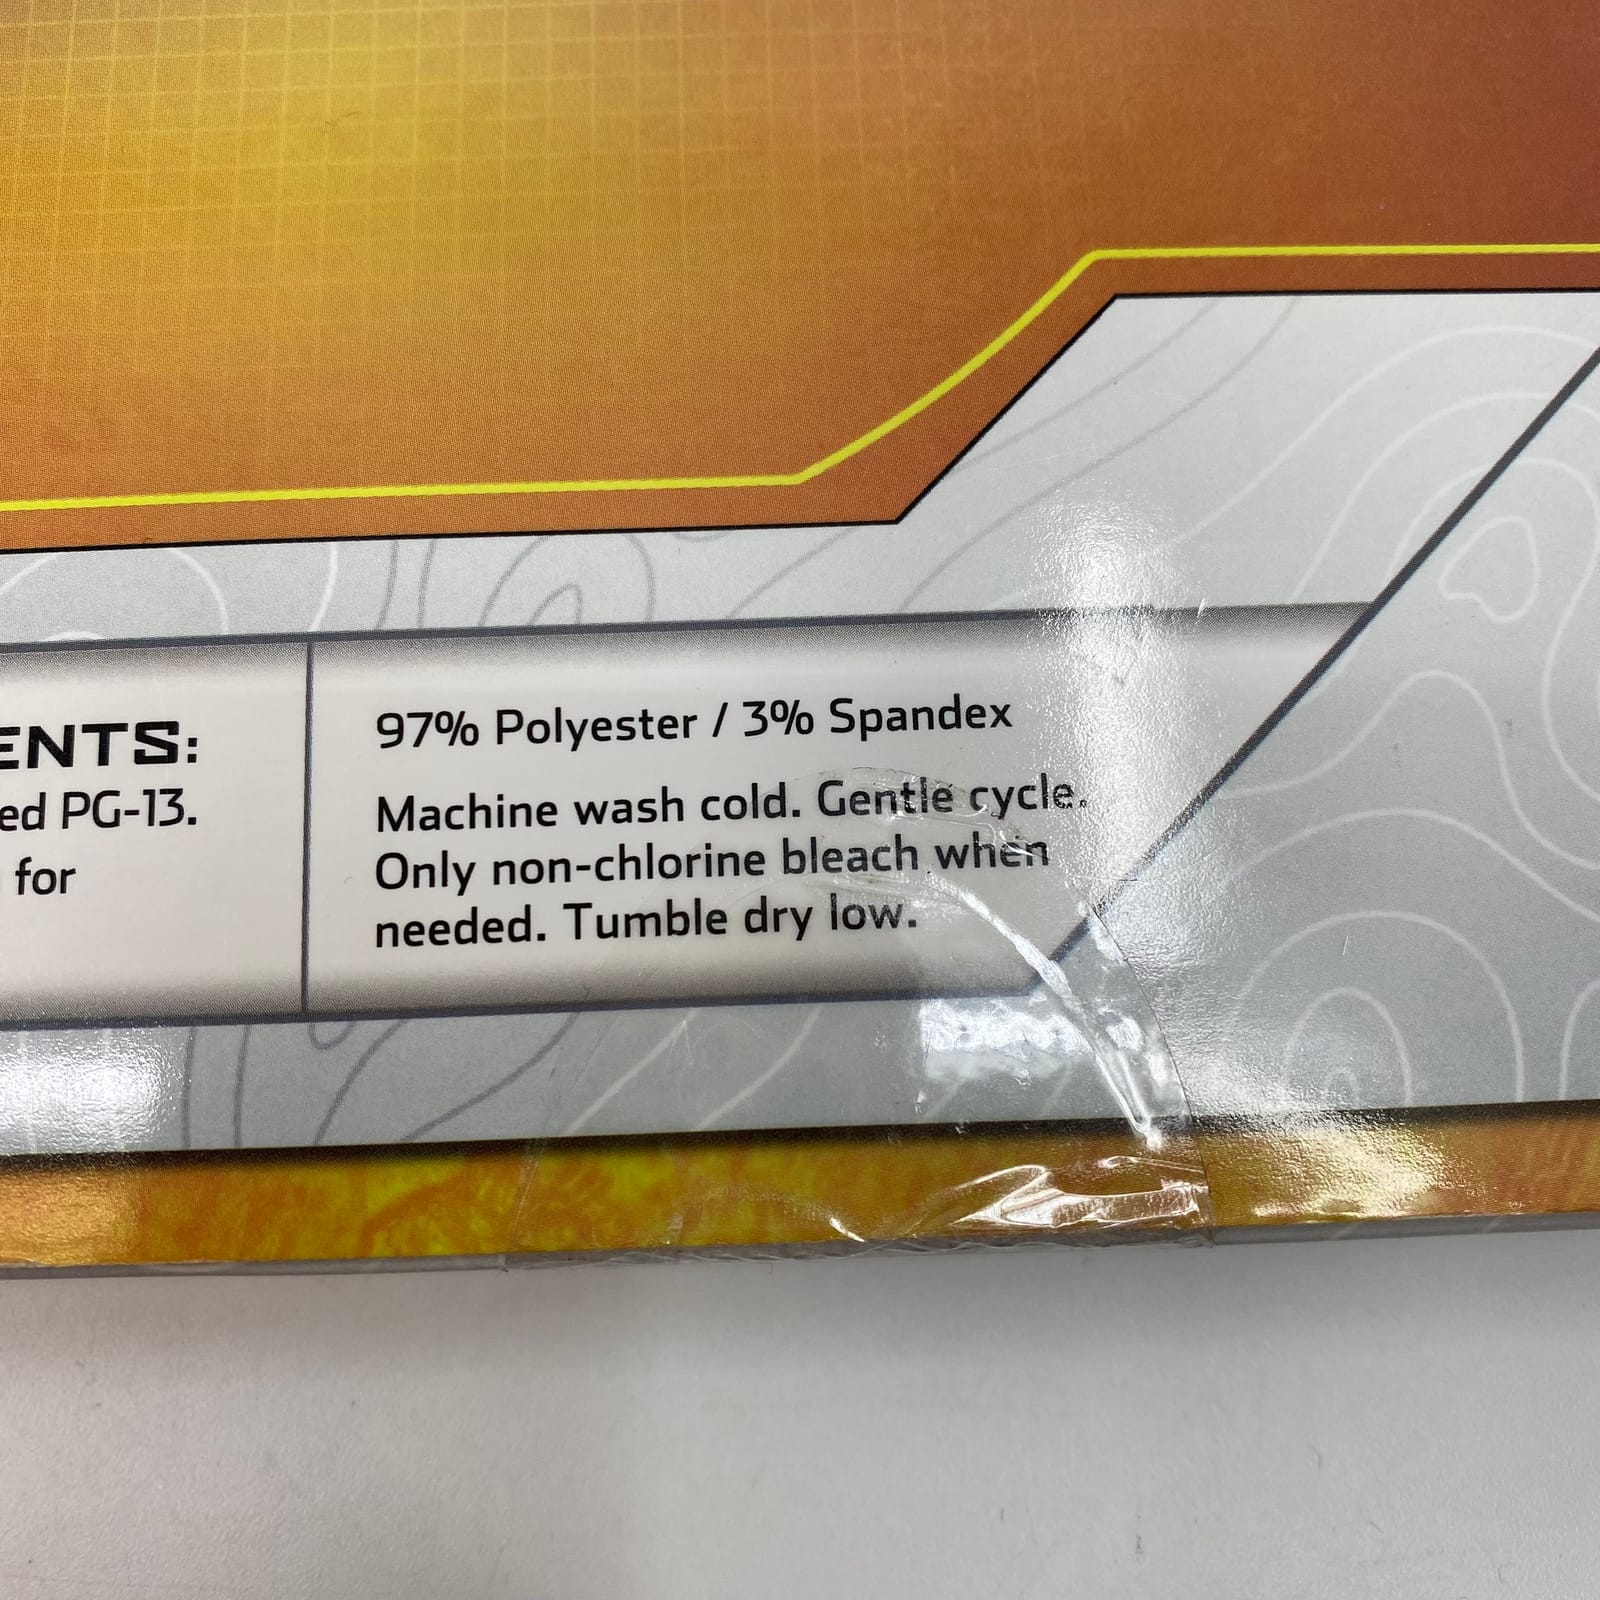 ENTS:
ed PG-13.
for
97% Polyester / 3% Spandex
Machine wash cold. Gentle cycle.
Only non-chlorine bleach when
needed. Tumble dry low.